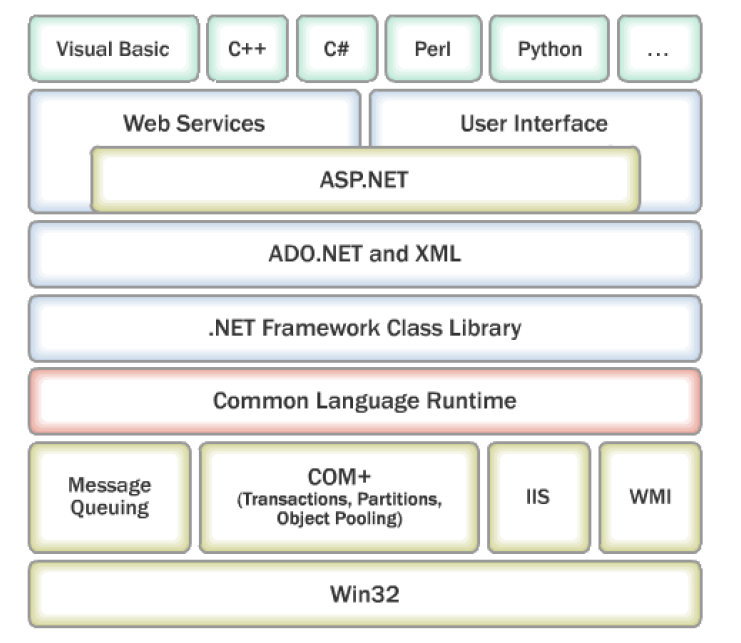 Visual Basic
C++
C#
Perl
Python
...
Web Services
User Interface
ASP.NET
ADO.NET and XML
.NET Framework Class Library
Common Language Runtime
Message
Queuing
COM+
(Transactions, Partitions,
Object Pooling)
IIS
WMI
Win32